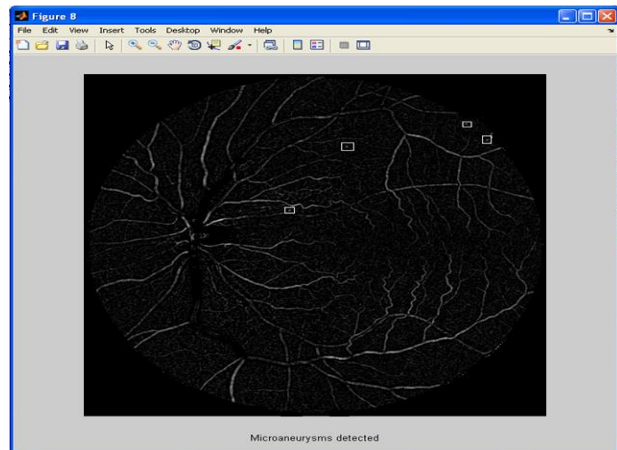 Figure 8
File Edit View Insert Tools Desktop Window Help
Microaneurysms detected